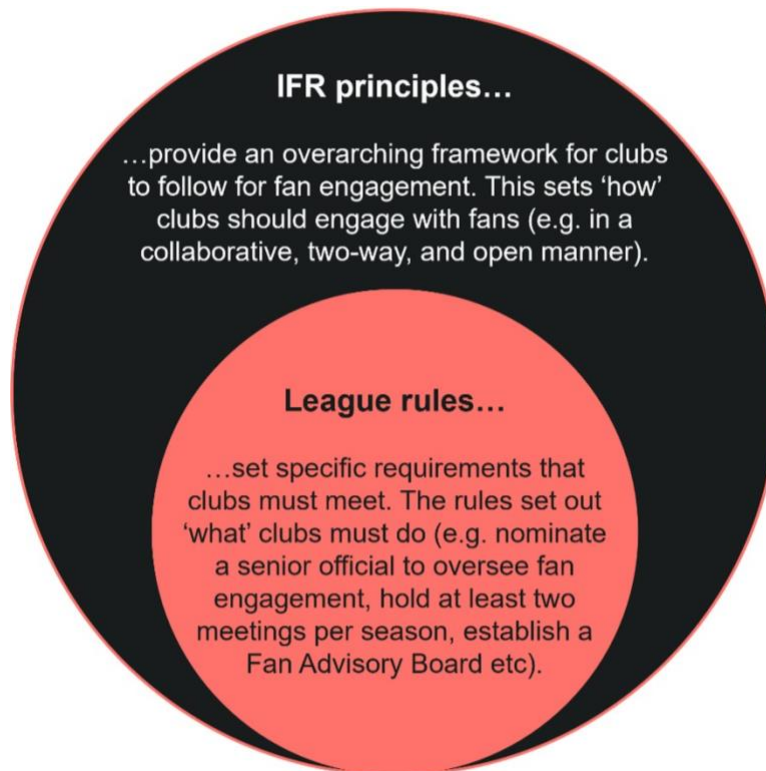 IFR principles…
…provide an overarching framework for clubs
to follow for fan engagement. This sets ‘how’
clubs should engage with fans (e.g. in a
collaborative, two-way, and open manner).
League rules…
…set specific requirements that
clubs must meet. The rules set out
‘what’ clubs must do (e.g. nominate
a senior official to oversee fan
engagement, hold at least two
meetings per season, establish a
Fan Advisory Board etc).